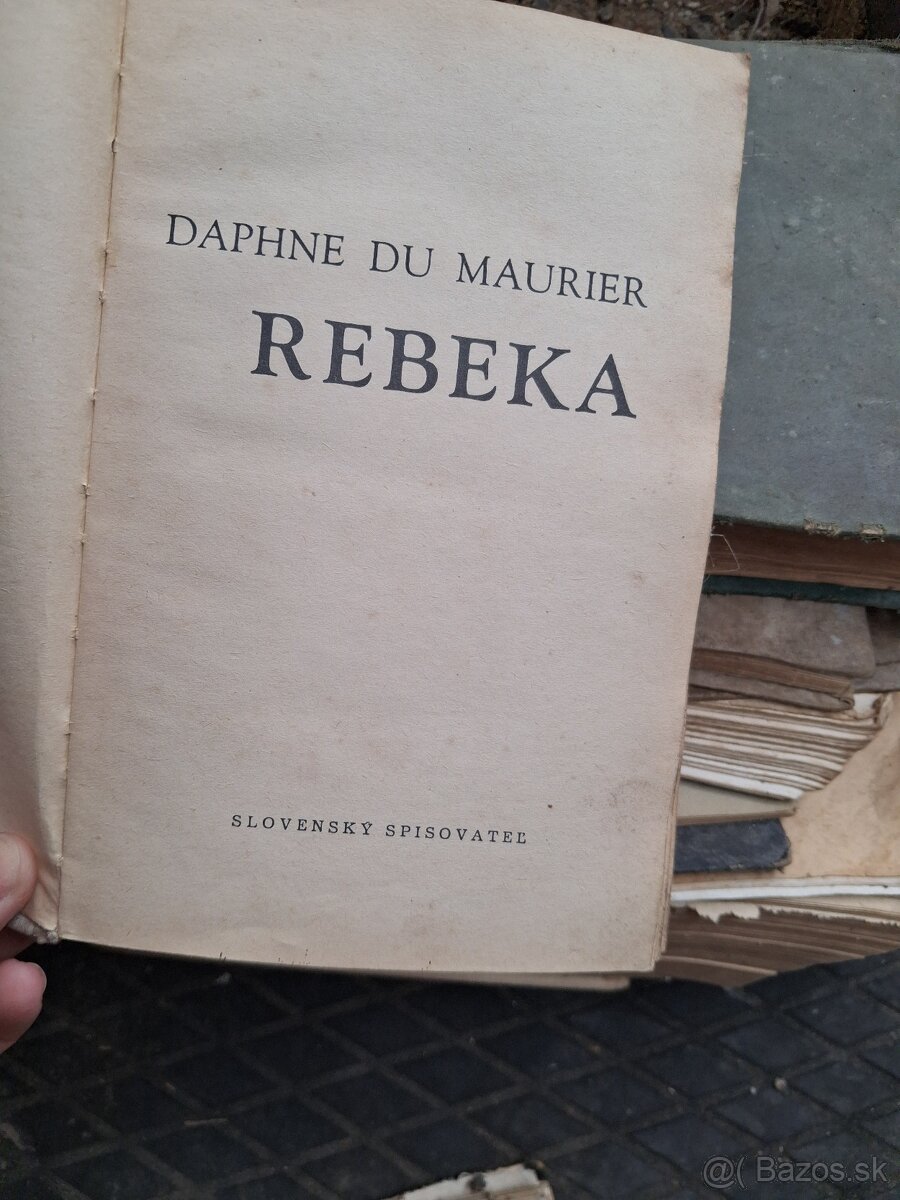 DAPHNE DU MAURIER
REBEKA
SLOVENSKÝ SPISOVATEĽ
@( Bazos.sk